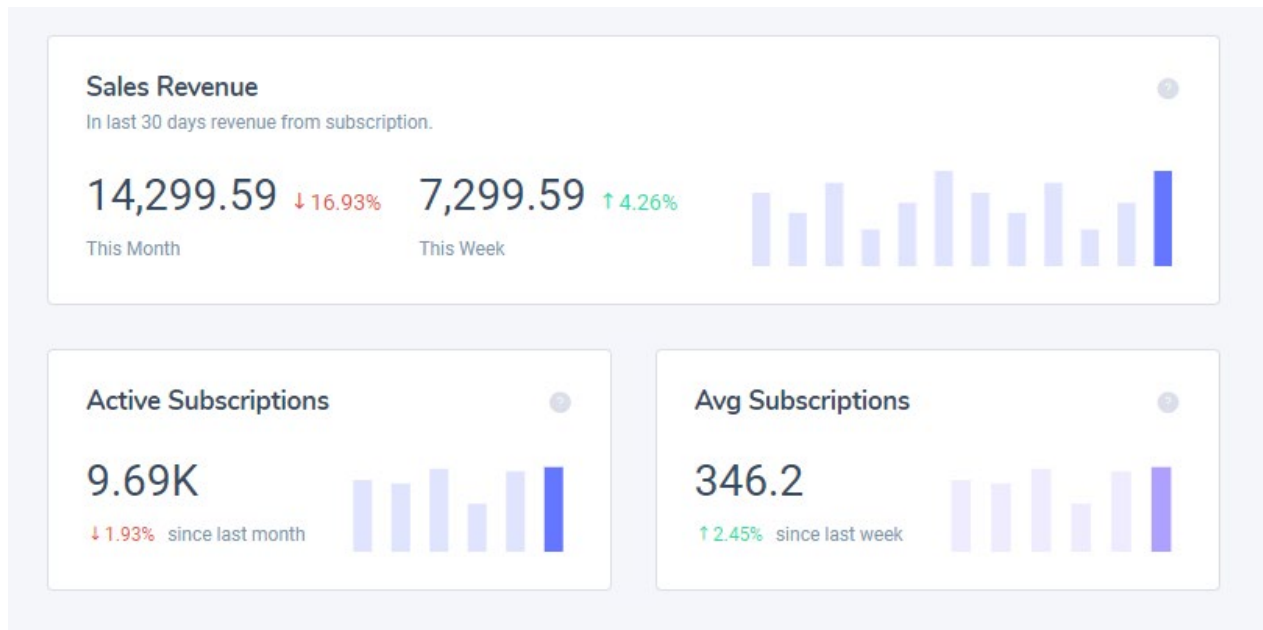 Sales Revenue
?
In last 30 days revenue from subscription.
14,299.59 ↓ 16.93% 7,299.59 ↑ 4.26%
This Month This Week
Active Subscriptions ?
9.69K
↓ 1.93% since last month
Avg Subscriptions ?
346.2
↑ 2.45% since last week